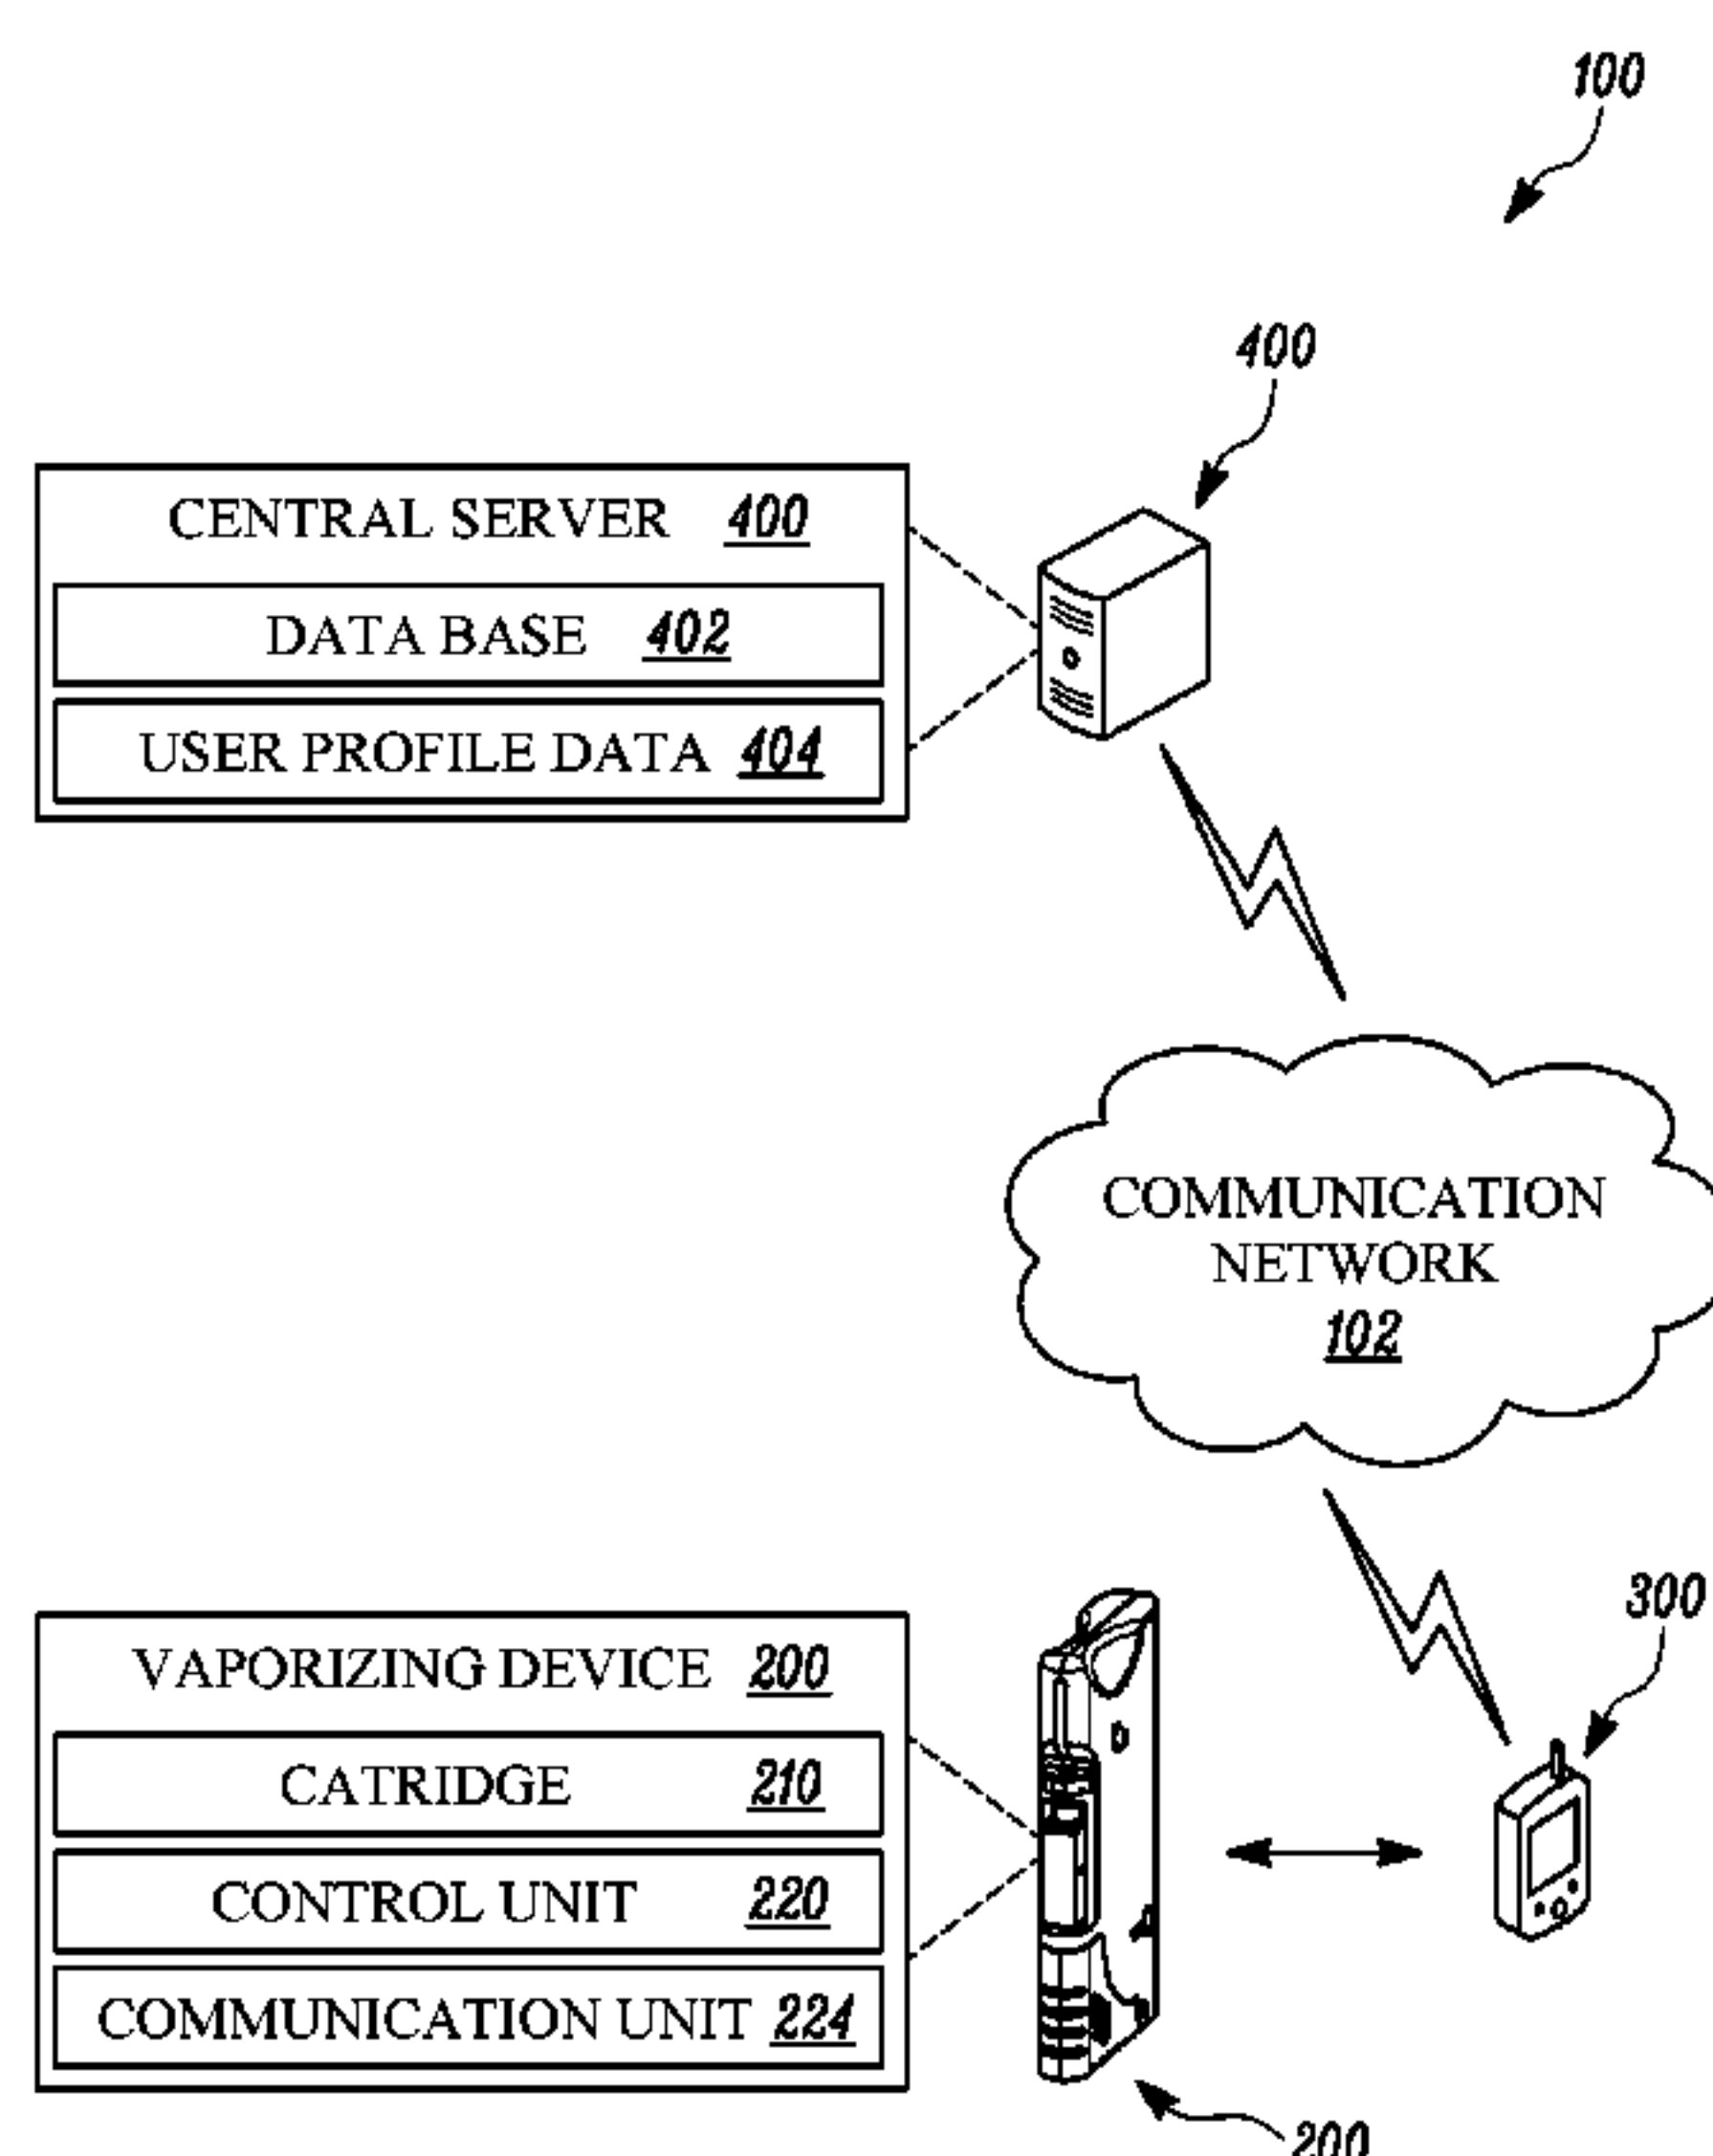 100
400
CENTRAL SERVER 400
DATA BASE 402
USER PROFILE DATA 404
COMMUNICATION
NETWORK
102
300
VAPORIZING DEVICE 200
CATRIDGE 210
CONTROL UNIT 220
COMMUNICATION UNIT 224
200